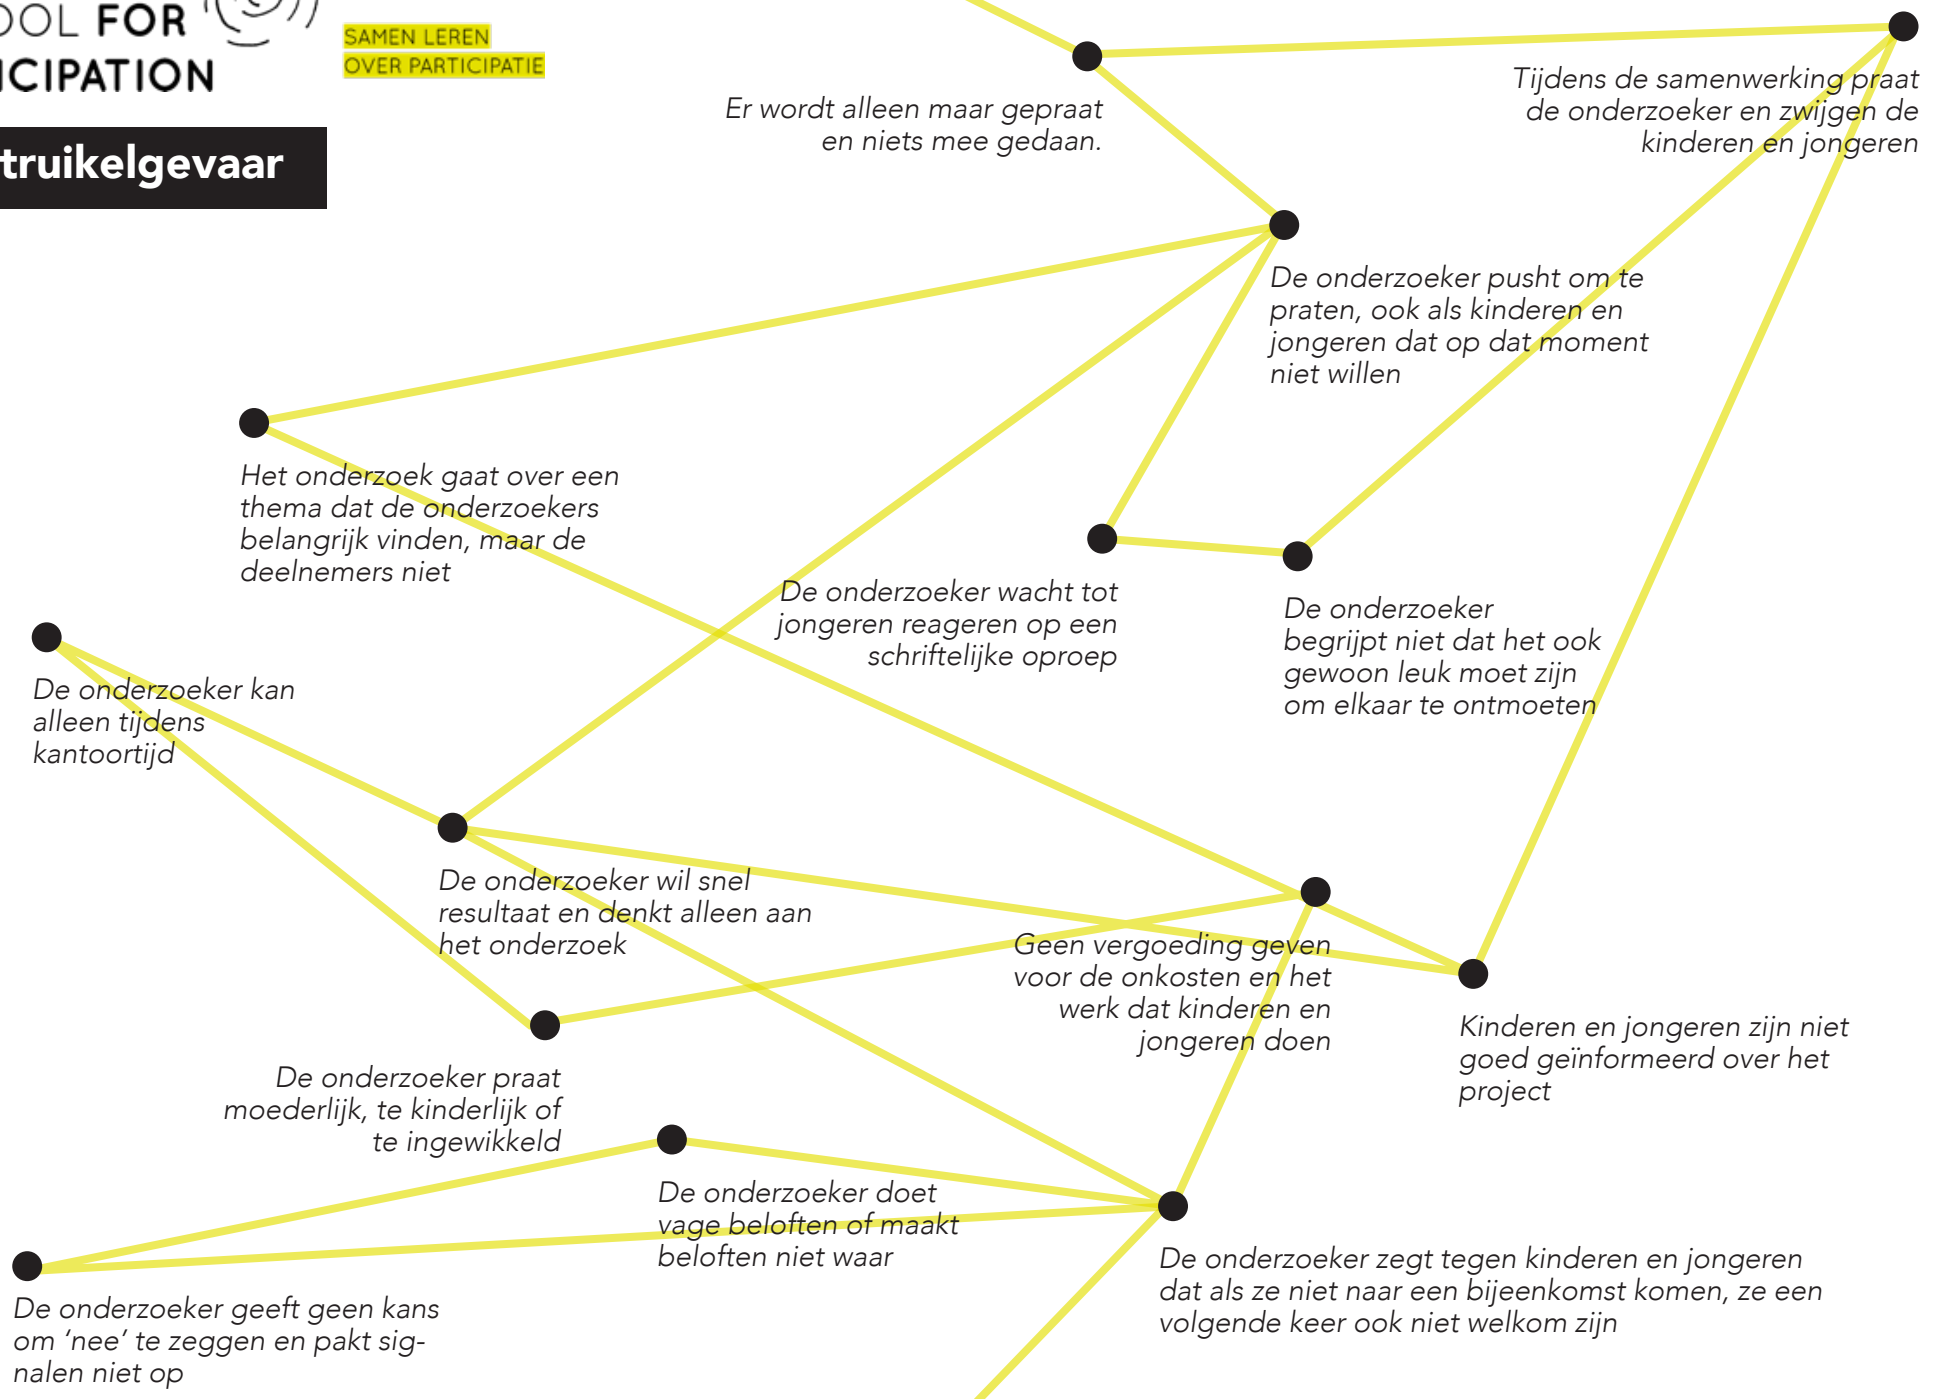 OOL FOR
ICIPATION
SAMEN LEREN
OVER PARTICIPATIE
truikelgevaar
Er wordt alleen maar gepraat
en niets mee gedaan.
Tijdens de samenwerking praat
de onderzoeker en zwijgen de
kinderen en jongeren
De onderzoeker pusht om te
praten, ook als kinderen en
jongeren dat op dat moment
niet willen
Het onderzoek gaat over een
thema dat de onderzoekers
belangrijk vinden, maar de
deelnemers niet
De onderzoeker wacht tot
jongeren reageren op een
schriftelijke oproep
De onderzoeker
begrijpt niet dat het ook
gewoon leuk moet zijn
om elkaar te ontmoeten
De onderzoeker kan
alleen tijdens
kantoortijd
De onderzoeker wil snel
resultaat en denkt alleen aan
het onderzoek
Geen vergoeding geven
voor de onkosten en het
werk dat kinderen en
jongeren doen
Kinderen en jongeren zijn niet
goed geïnformeerd over het
project
De onderzoeker praat
moederlijk, te kinderlijk of
te ingewikkeld
De onderzoeker doet
vage beloften of maakt
beloften niet waar
De onderzoeker zegt tegen kinderen en jongeren
dat als ze niet naar een bijeenkomst komen, ze een
volgende keer ook niet welkom zijn
De onderzoeker geeft geen kans
om ‘nee’ te zeggen en pakt sig-
nalen niet op